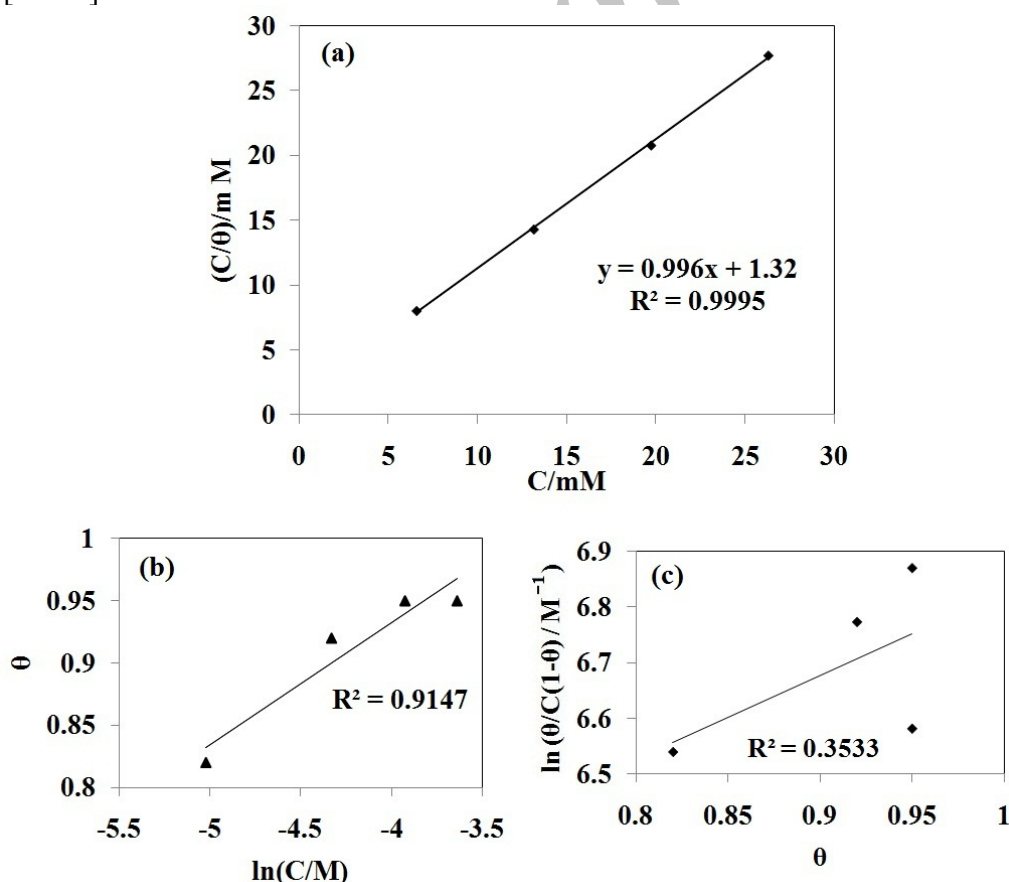 (a)
30
25
20
15
10
5
0
(C/θ)/m M
y = 0.996x + 1.32
R² = 0.9995
0 5 10 15 20 25 30
C/mM
(b)
1
0.95
0.9
0.85
0.8
θ
R² = 0.9147
-5.5 -5 -4.5 -4 -3.5
ln(C/M)
(c)
6.9
6.8
6.7
6.6
6.5
ln (θ/C(1-θ) / M⁻¹
R² = 0.3533
0.8 0.85 0.9 0.95 1
θ